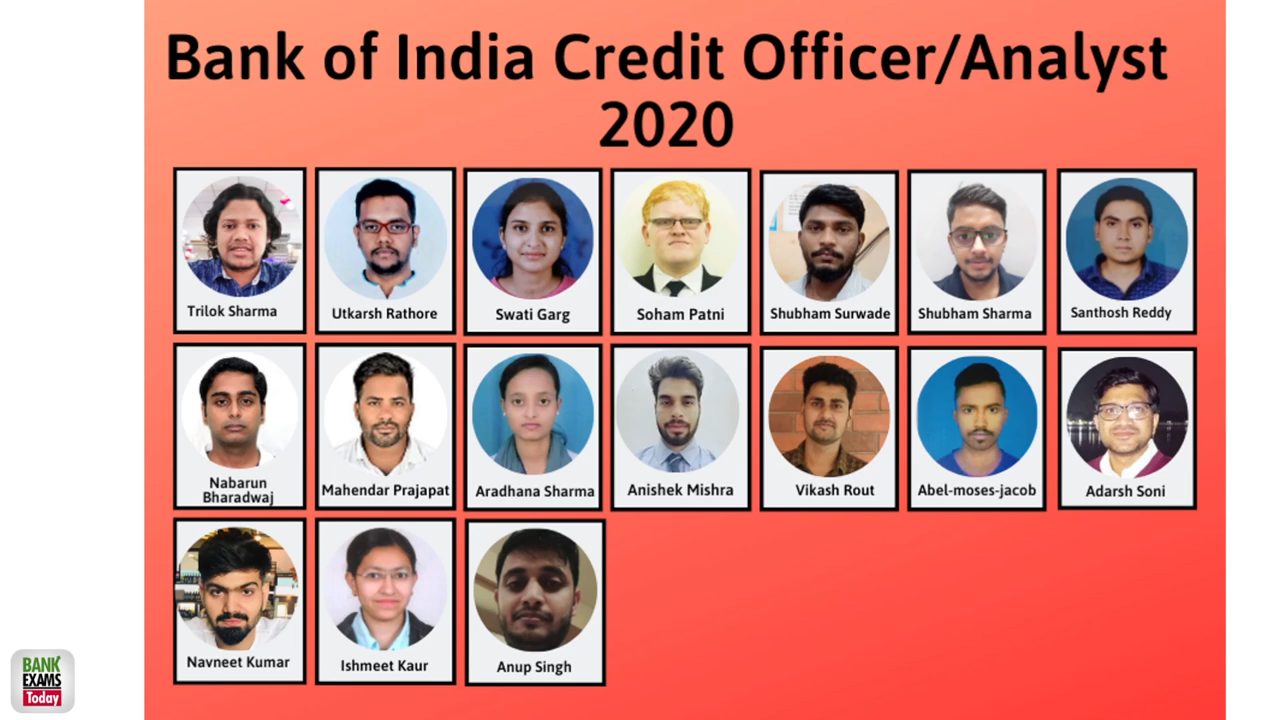 Bank of India Credit Officer/Analyst
2020
Trilok Sharma
Utkarsh Rathore
Swati Garg
Soham Patni
Shubham Surwade
Shubham Sharma
Santhosh Reddy
Nabarun
Bharadwaj
Mahendar Prajapat
Aradhana Sharma
Anishek Mishra
Vikash Rout
Abel-moses-jacob
Adarsh Soni
Navneet Kumar
Ishmeet Kaur
Anup Singh
BANK
EXAMS
Today